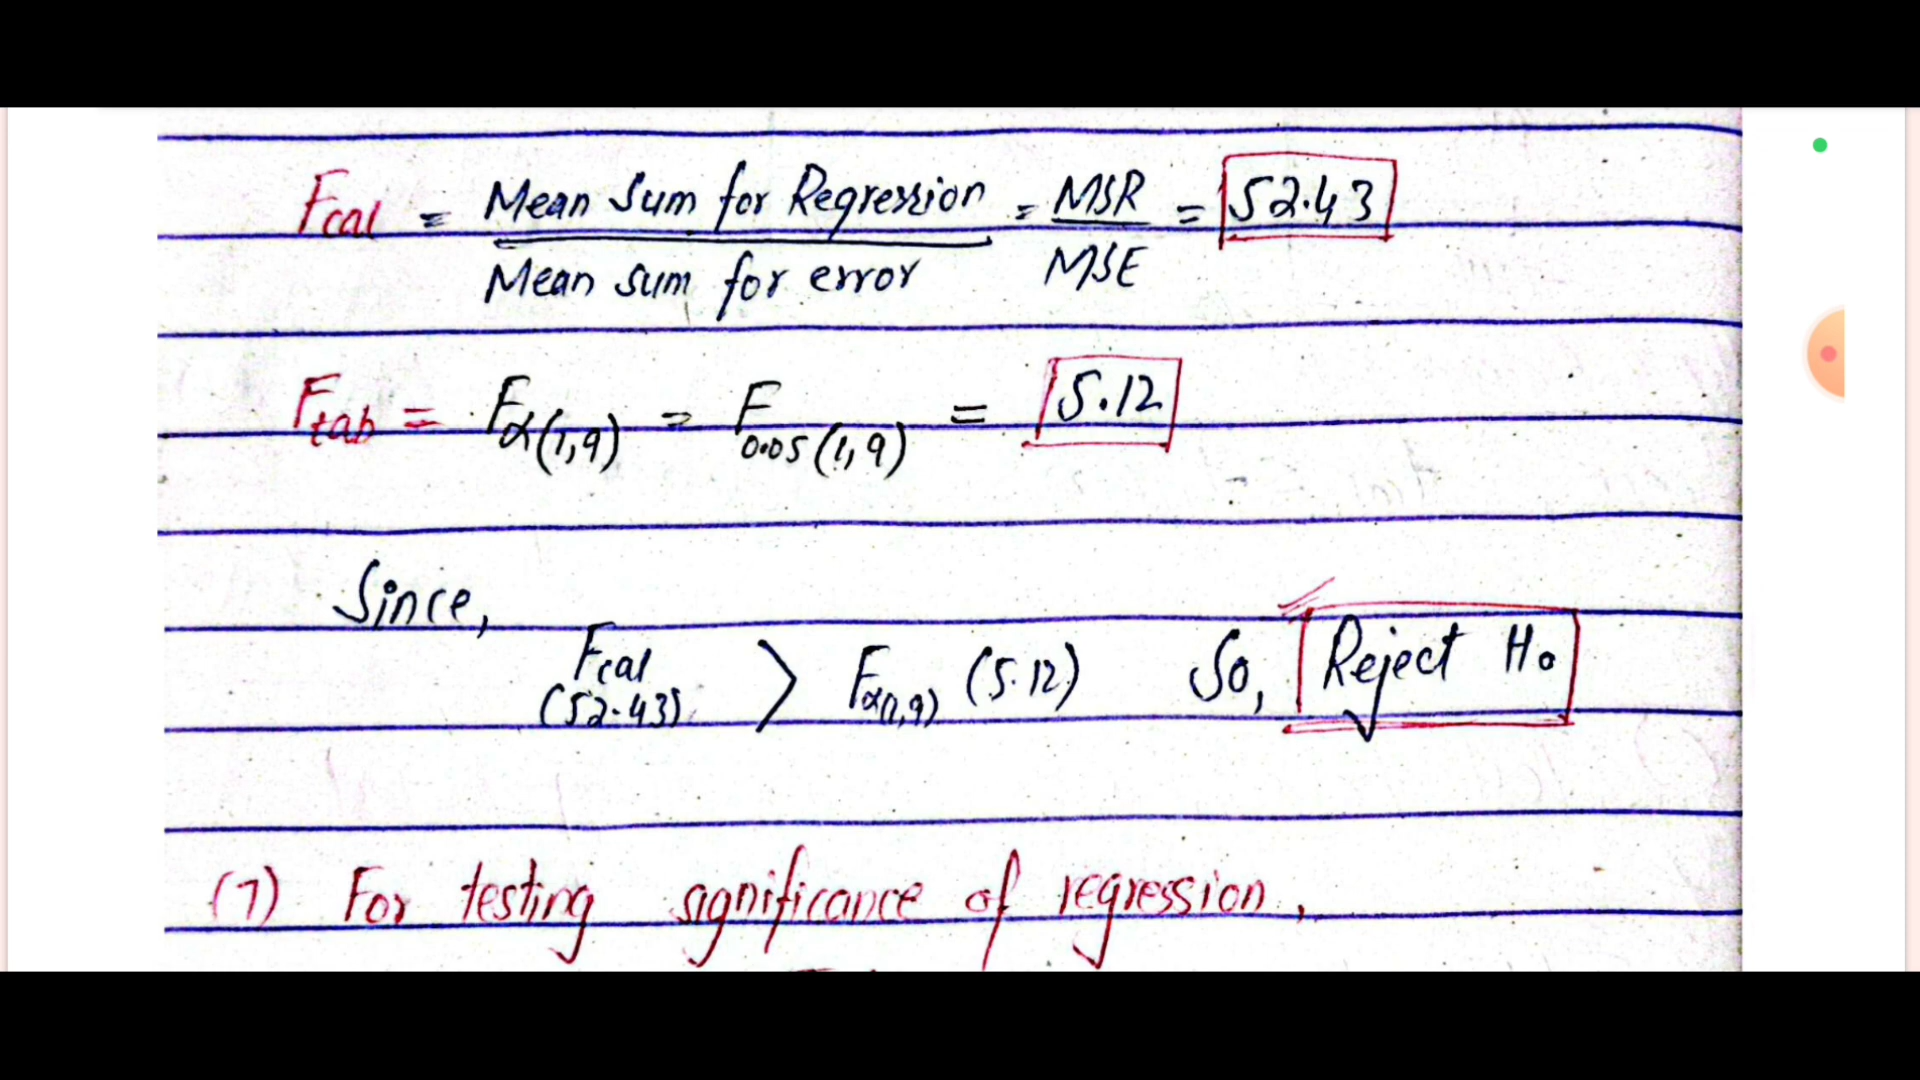 Fcal = Mean Sum for Regression / Mean sum for error = MSR / MSE = 52.43
Ftab = Fα(1,9) = F0.05(1,9) = 5.12
Since,
Fcal (52.43) > Fα(1,9) (5.12) So, Reject H₀
(7) For testing significance of regression,